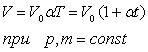 V = V₀αT = V₀(1 + αt)
при p, m = const